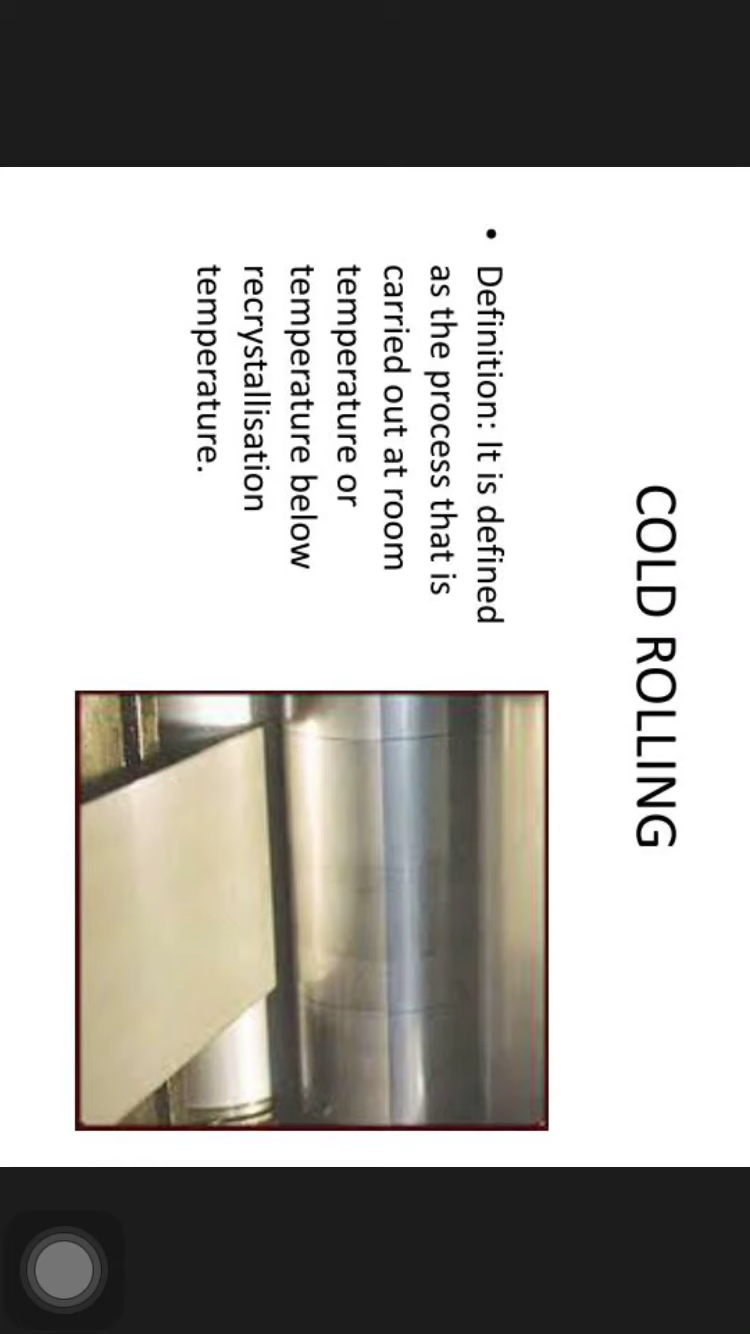 COLD ROLLING
• Definition: It is defined
as the process that is
carried out at room
temperature or
temperature below
recrystallisation
temperature.